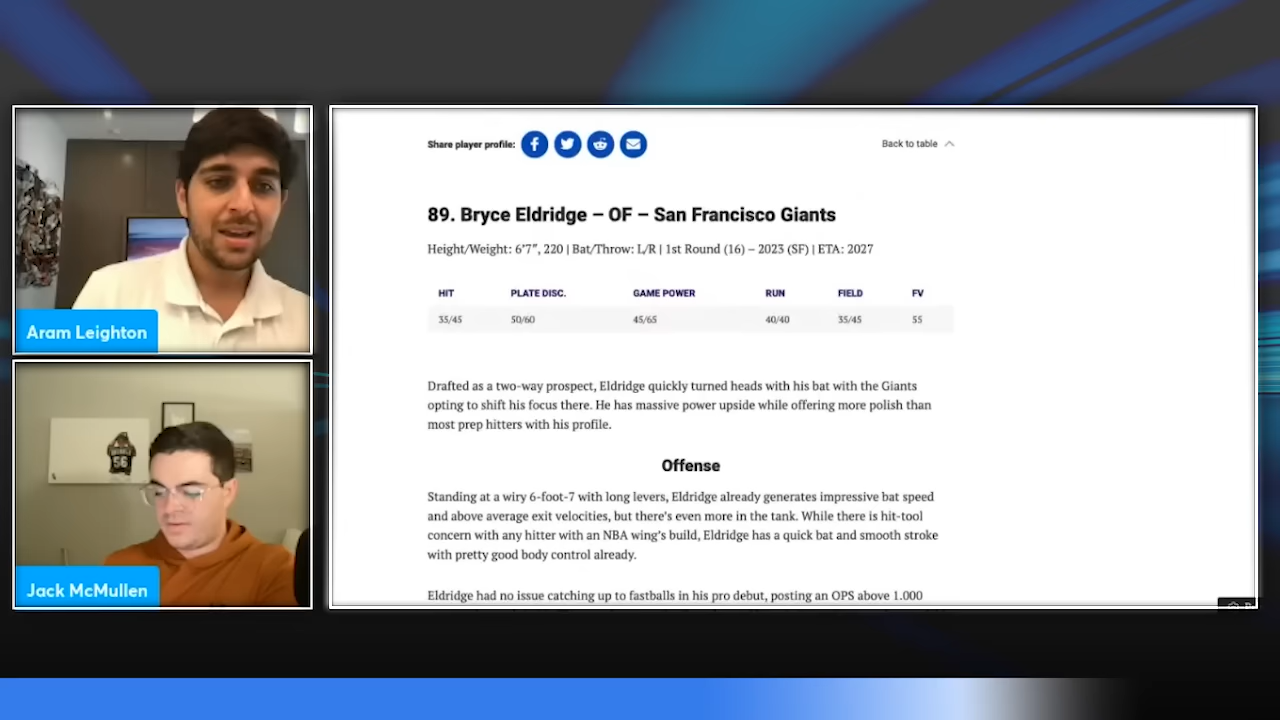 Share player profile:
Back to table
89. Bryce Eldridge – OF – San Francisco Giants
Height/Weight: 6'7", 220 | Bat/Throw: L/R | 1st Round (16) – 2023 (SF) | ETA: 2027
HIT PLATE DISC. GAME POWER RUN FIELD FV
35/45 50/60 45/65 40/40 35/45 55
Drafted as a two-way prospect, Eldridge quickly turned heads with his bat with the Giants
opting to shift his focus there. He has massive power upside while offering more polish than
most prep hitters with his profile.
Offense
Standing at a wiry 6-foot-7 with long levers, Eldridge already generates impressive bat speed
and above average exit velocities, but there's even more in the tank. While there is hit-tool
concern with any hitter with an NBA wing's build, Eldridge has a quick bat and smooth stroke
with pretty good body control already.
Eldridge had no issue catching up to fastballs in his pro debut, posting an OPS above 1.000
Aram Leighton
56
Jack McMullen